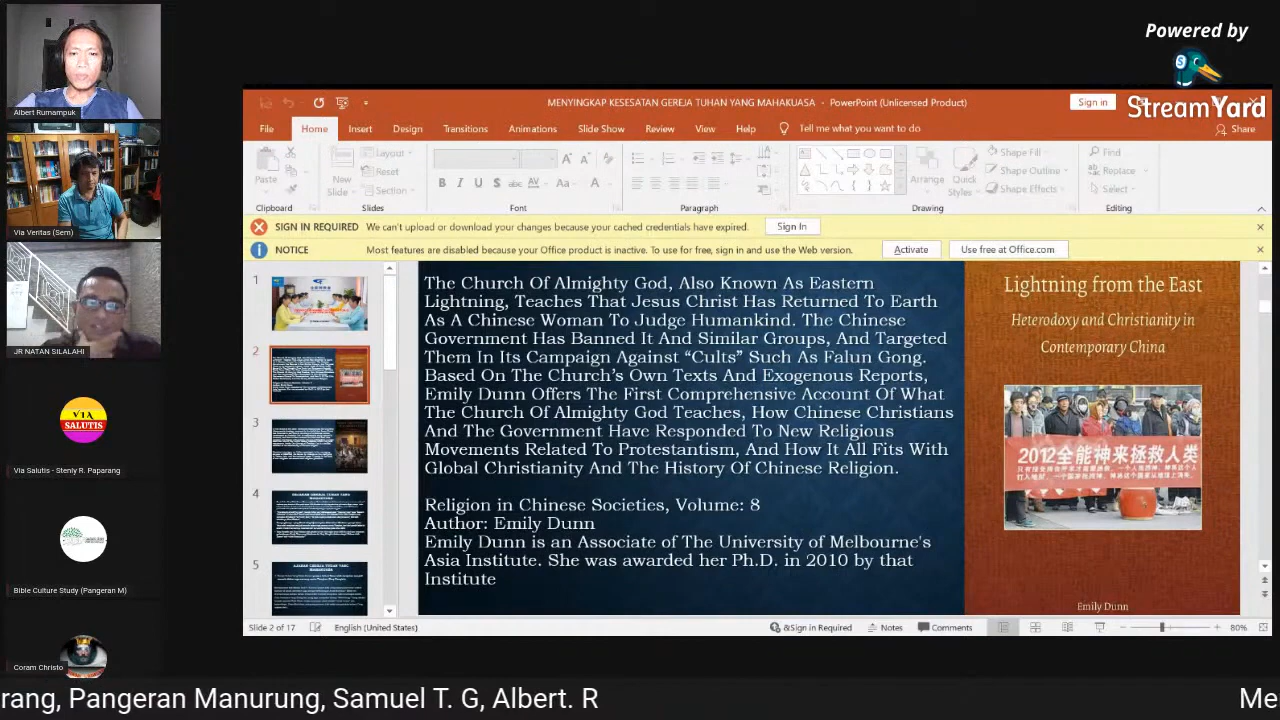 Powered by
StreamYard
Albert Rumampuk
Via Veritas (Sem)
JR NATAN SILALAHI
VIA
SALUTIS
Via Salutis - Stenly R. Paparang
Bible Culture Study (Pangeran M)
Coram Christo
MENYINGKAP KESESATAN GEREJA TUHAN YANG MAHAKUASA - PowerPoint (Unlicensed Product)
Sign in
File Home Insert Design Transitions Animations Slide Show Review View Help Tell me what you want to do
Share
Paste
New
Slide
Layout
Reset
Section
Arrange
Quick
Styles
Shape Fill
Shape Outline
Shape Effects
Find
Replace
Select
Clipboard Slides Font Paragraph Drawing Editing
SIGN IN REQUIRED We can't upload or download your changes because your cached credentials have expired. Sign In
NOTICE Most features are disabled because your Office product is inactive. To use for free, sign in and use the Web version. Activate Use free at Office.com
1
2
3
4
5
The Church Of Almighty God, Also Known As Eastern
Lightning, Teaches That Jesus Christ Has Returned To Earth
As A Chinese Woman To Judge Humankind. The Chinese
Government Has Banned It And Similar Groups, And Targeted
Them In Its Campaign Against “Cults” Such As Falun Gong.
Based On The Church’s Own Texts And Exogenous Reports,
Emily Dunn Offers The First Comprehensive Account Of What
The Church Of Almighty God Teaches, How Chinese Christians
And The Government Have Responded To New Religious
Movements Related To Protestantism, And How It All Fits With
Global Christianity And The History Of Chinese Religion.
Religion in Chinese Societies, Volume: 8
Author: Emily Dunn
Emily Dunn is an Associate of The University of Melbourne's
Asia Institute. She was awarded her Ph.D. in 2010 by that
Institute
Lightning from the East
Heterodoxy and Christianity in
Contemporary China
2012全能神来拯救人类
Emily Dunn
Slide 2 of 17 English (United States) &Sign in Required Notes Comments 80%
rang, Pangeran Manurung, Samuel T. G, Albert. R
Me